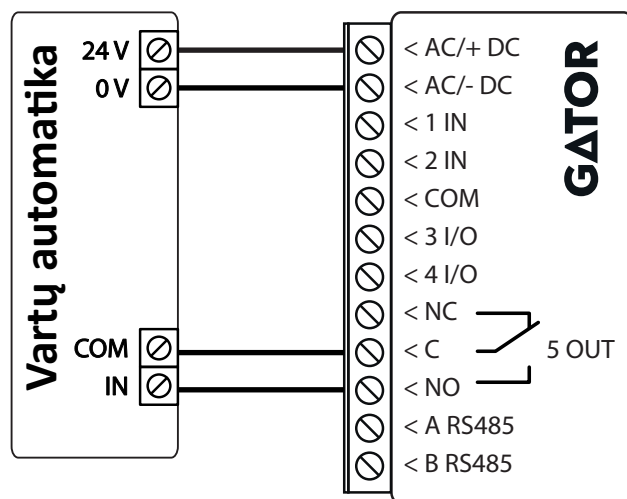 Vartų automatika
24 V
0 V
COM
IN
< AC/+ DC
< AC/- DC
< 1 IN
< 2 IN
< COM
< 3 I/O
< 4 I/O
< NC
< C
< NO
< A RS485
< B RS485
5 OUT
GATOR